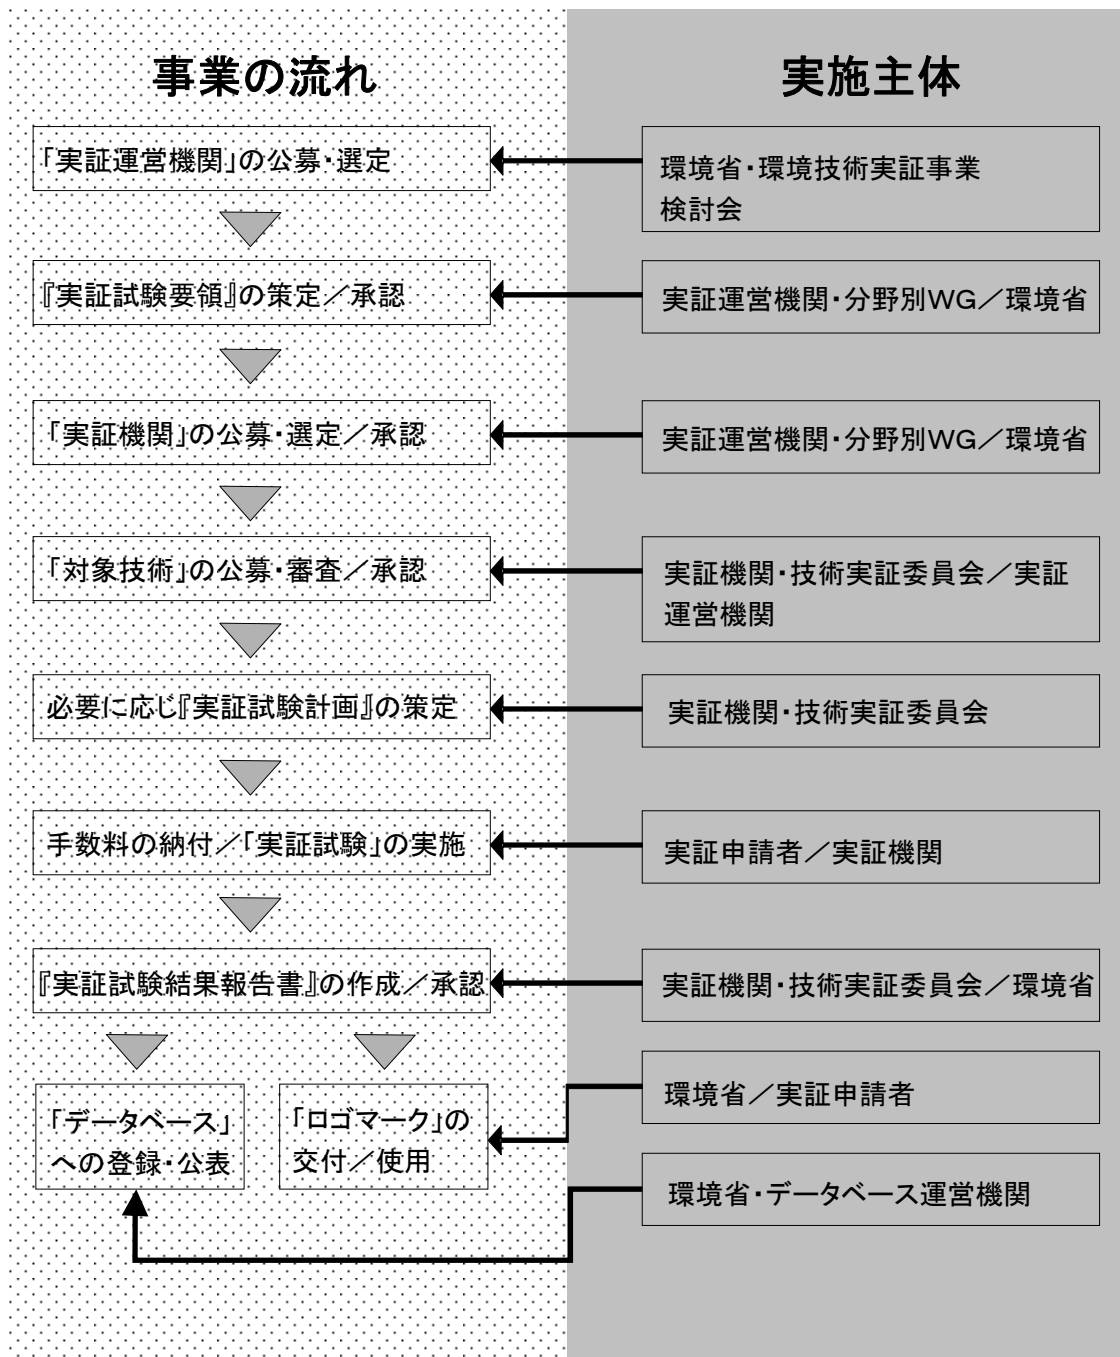 事業の流れ
実施主体
「実証運営機関」の公募・選定
環境省・環境技術実証事業
検討会
『実証試験要領』の策定／承認
実証運営機関・分野別WG／環境省
「実証機関」の公募・選定／承認
実証運営機関・分野別WG／環境省
「対象技術」の公募・審査／承認
実証機関・技術実証委員会／実証
運営機関
必要に応じ『実証試験計画』の策定
実証機関・技術実証委員会
手数料の納付／「実証試験」の実施
実証申請者／実証機関
『実証試験結果報告書』の作成／承認
実証機関・技術実証委員会／環境省
「データベース」
への登録・公表
「ロゴマーク」の
交付／使用
環境省／実証申請者
環境省・データベース運営機関